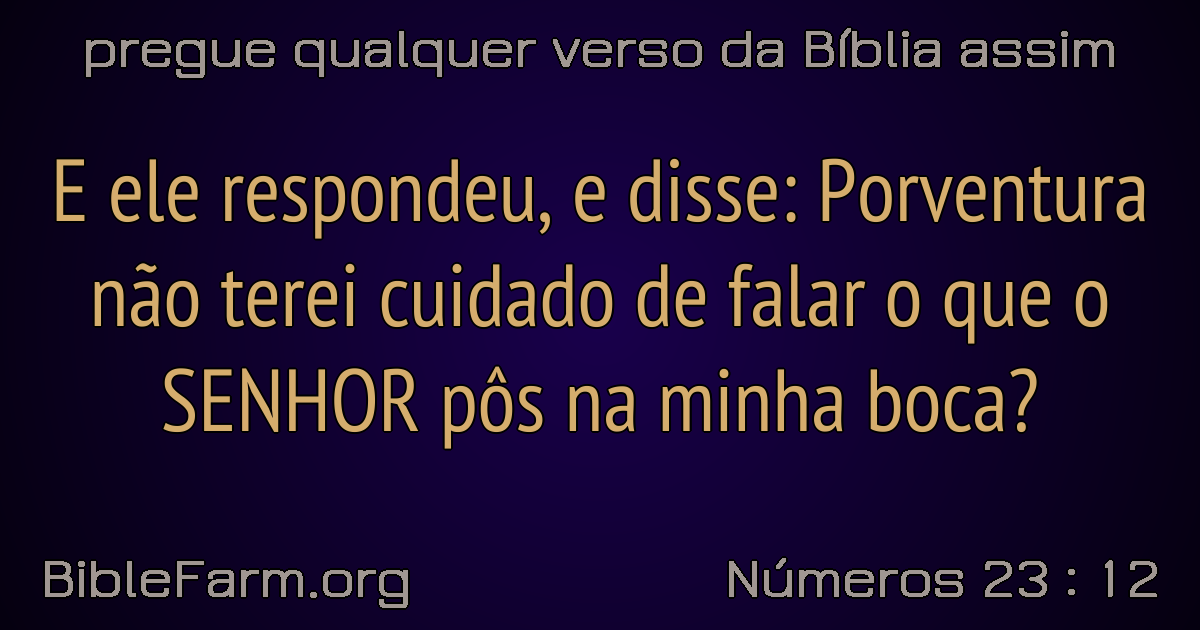 pregue qualquer verso da Bíblia assim
E ele respondeu, e disse: Porventura
não terei cuidado de falar o que o
SENHOR pôs na minha boca?
BibleFarm.org
Números 23 : 12